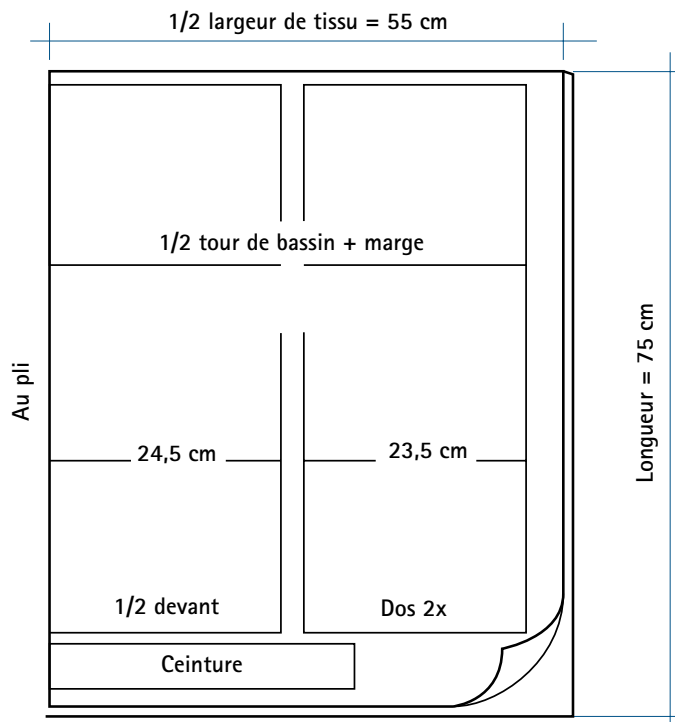 1/2 largeur de tissu = 55 cm
1/2 tour de bassin + marge
Au pli
Longueur = 75 cm
24,5 cm
23,5 cm
1/2 devant
Dos 2x
Ceinture